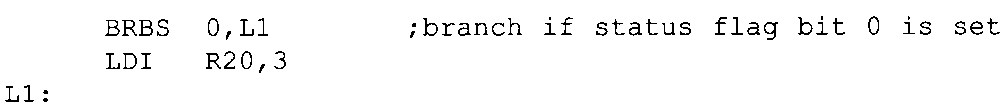 BRBS 0,L1 ;branch if status flag bit 0 is set
LDI R20,3
L1: